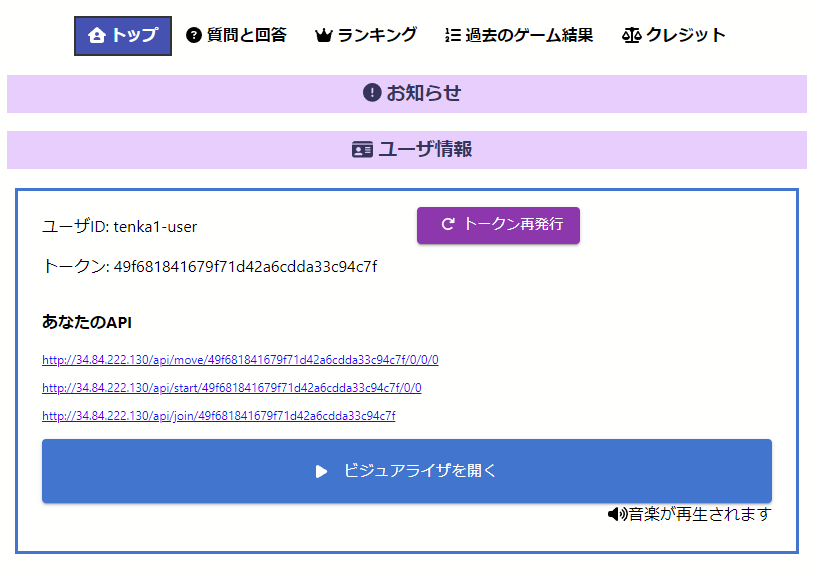 トップ 質問と回答 ランキング 過去のゲーム結果 クレジット
お知らせ
ユーザ情報
ユーザID: tenka1-user
トークン再発行
トークン: 49f681841679f71d42a6cdda33c94c7f
あなたのAPI
http://34.84.222.130/api/move/49f681841679f71d42a6cdda33c94c7f/0/0/0
http://34.84.222.130/api/start/49f681841679f71d42a6cdda33c94c7f/0/0
http://34.84.222.130/api/join/49f681841679f71d42a6cdda33c94c7f
ビジュアライザを開く
音楽が再生されます